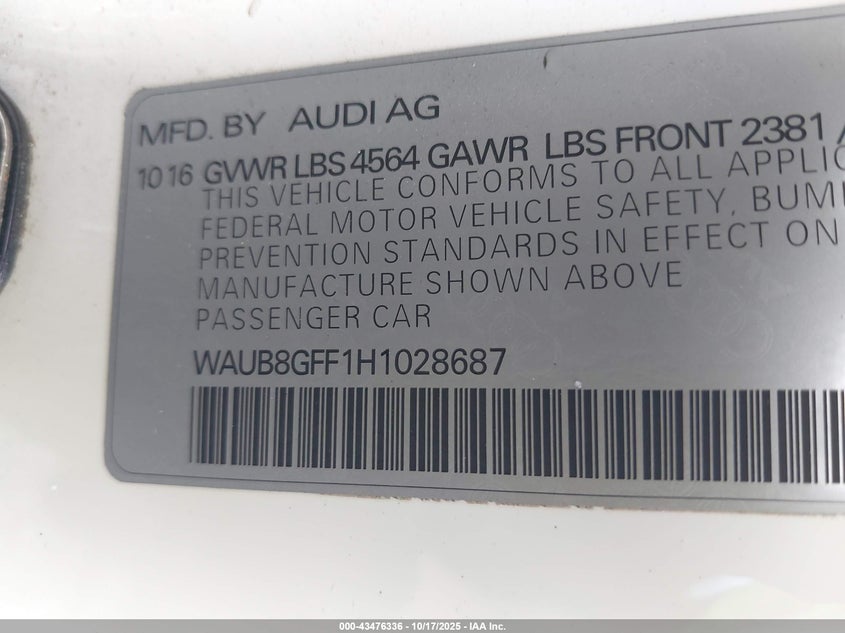 MFD. BY AUDI AG
10 16 GVWR LBS 4564 GAWR LBS FRONT 2381
THIS VEHICLE CONFORMS TO ALL APPLIC
FEDERAL MOTOR VEHICLE SAFETY, BUM
PREVENTION STANDARDS IN EFFECT ON
MANUFACTURE SHOWN ABOVE
PASSENGER CAR
WAUB8GFF1H1028687
000-43476336 | 10/17/2025 - IAA Inc.